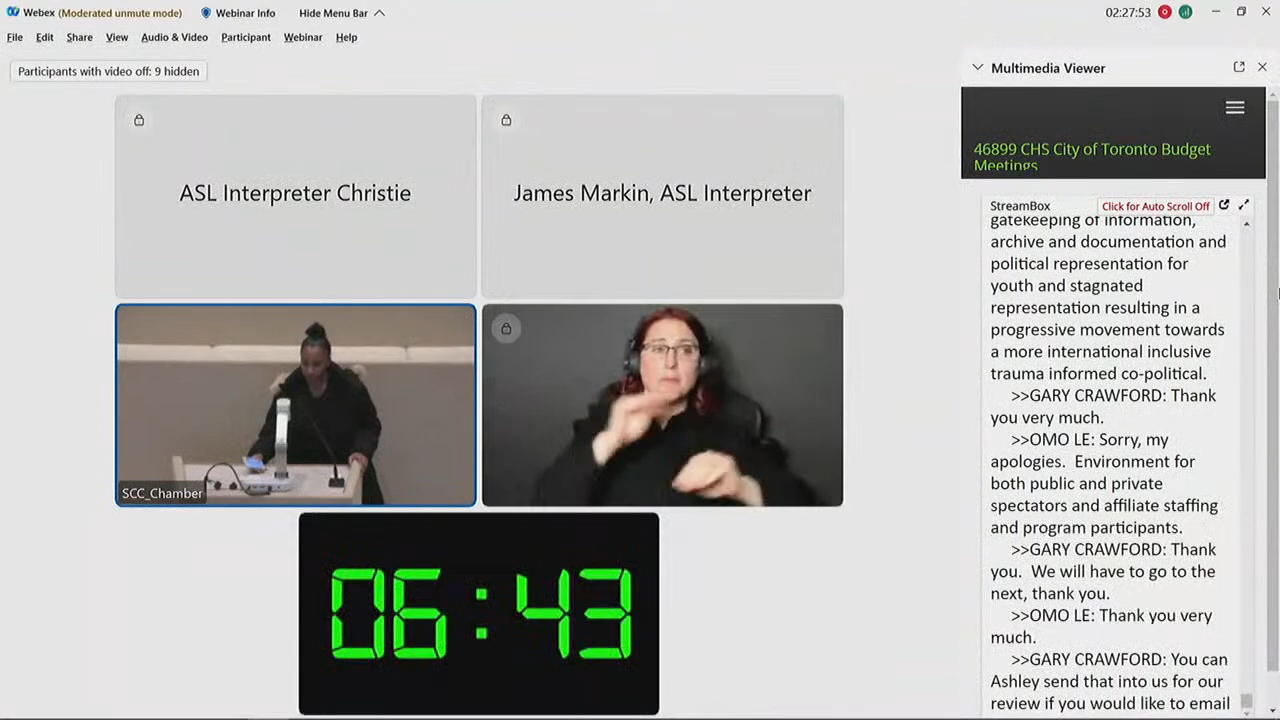 Webex (Moderated unmute mode) Webinar Info Hide Menu Bar 02:27:53
File Edit Share View Audio & Video Participant Webinar Help
Participants with video off: 9 hidden
Multimedia Viewer
ASL Interpreter Christie
James Markin, ASL Interpreter
SCC_Chamber
06:43
46899 CHS City of Toronto Budget
Meetings
StreamBox Click for Auto Scroll Off
gatekeeping of information,
archive and documentation and
political representation for
youth and stagnated
representation resulting in a
progressive movement towards
a more international inclusive
trauma informed co-political.
>>GARY CRAWFORD: Thank
you very much.
>>OMO LE: Sorry, my
apologies. Environment for
both public and private
spectators and affiliate staffing
and program participants.
>>GARY CRAWFORD: Thank
you. We will have to go to the
next, thank you.
>>OMO LE: Thank you very
much.
>>GARY CRAWFORD: You can
Ashley send that into us for our
review if you would like to email